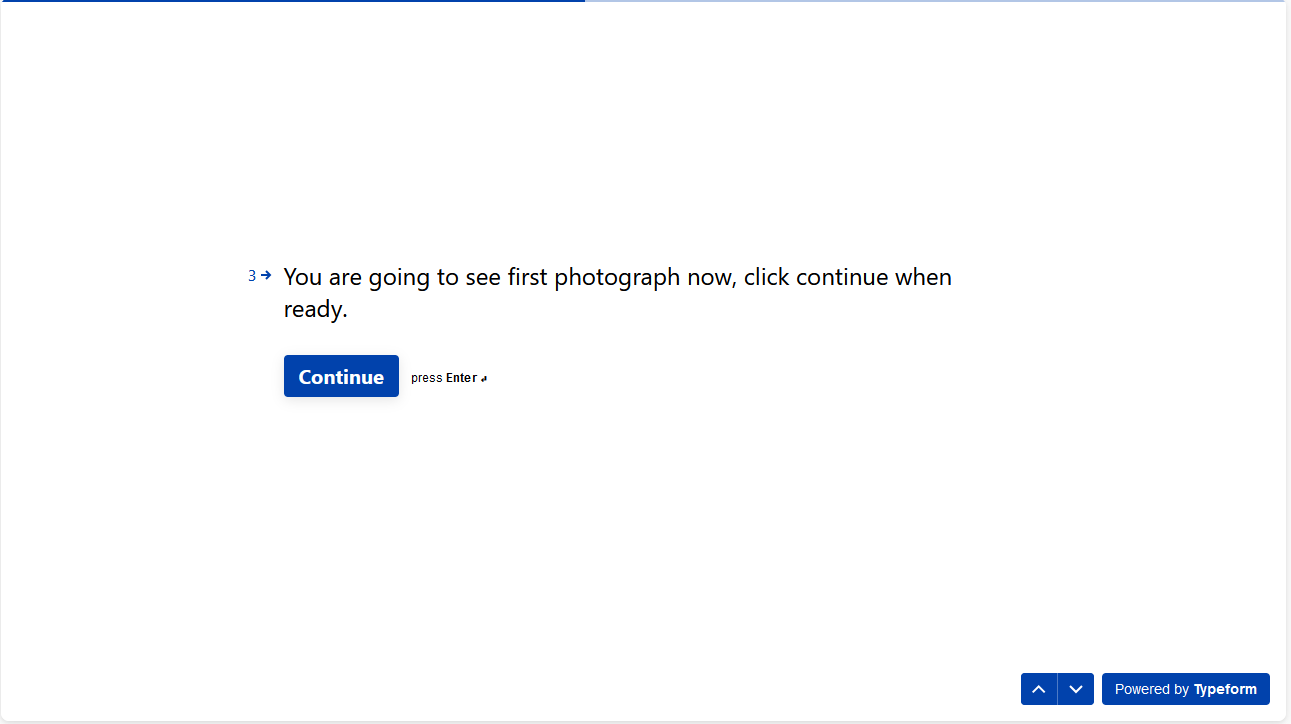 3 You are going to see first photograph now, click continue when
ready.
Continue press Enter
Powered by Typeform